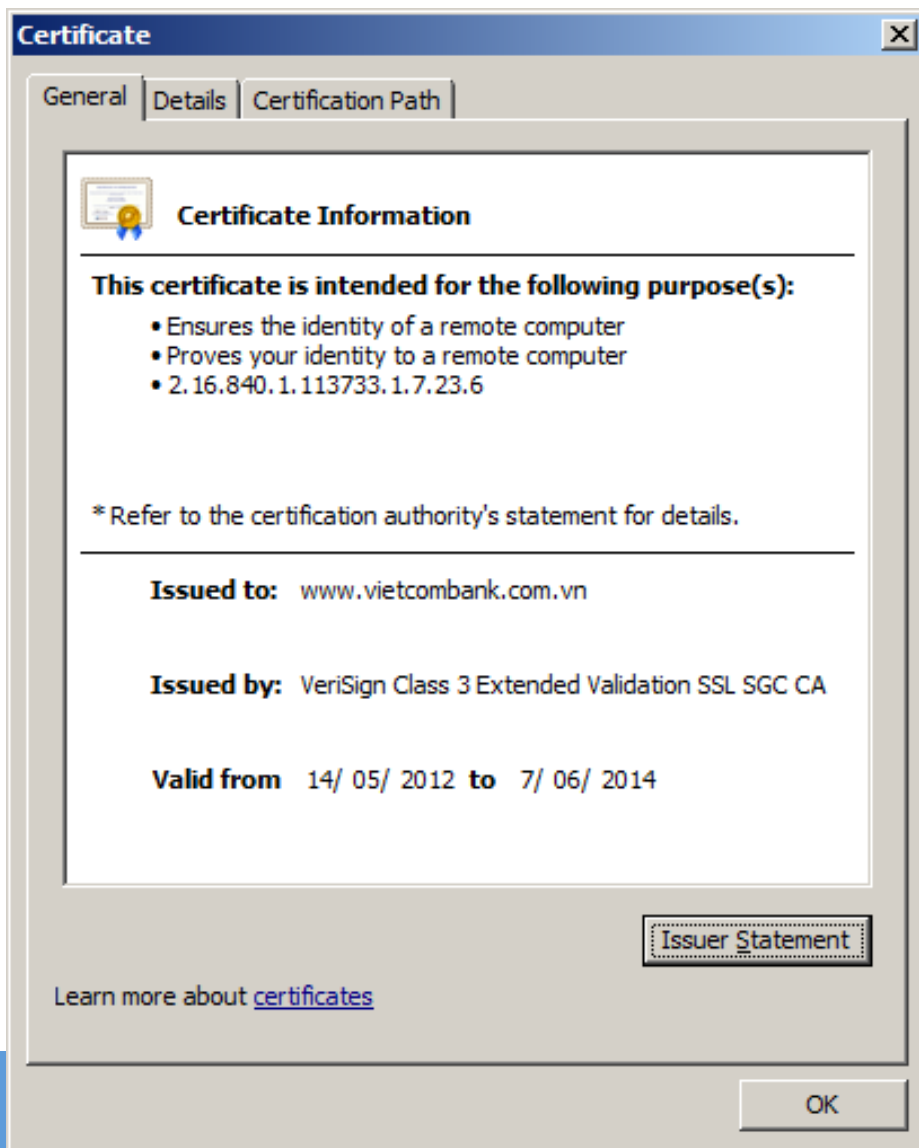 Certificate
General Details Certification Path
Certificate Information
This certificate is intended for the following purpose(s):
• Ensures the identity of a remote computer
• Proves your identity to a remote computer
• 2.16.840.1.113733.1.7.23.6
* Refer to the certification authority's statement for details.
Issued to: www.vietcombank.com.vn
Issued by: VeriSign Class 3 Extended Validation SSL SGC CA
Valid from 14/ 05/ 2012 to 7/ 06/ 2014
Issuer Statement
Learn more about certificates
OK